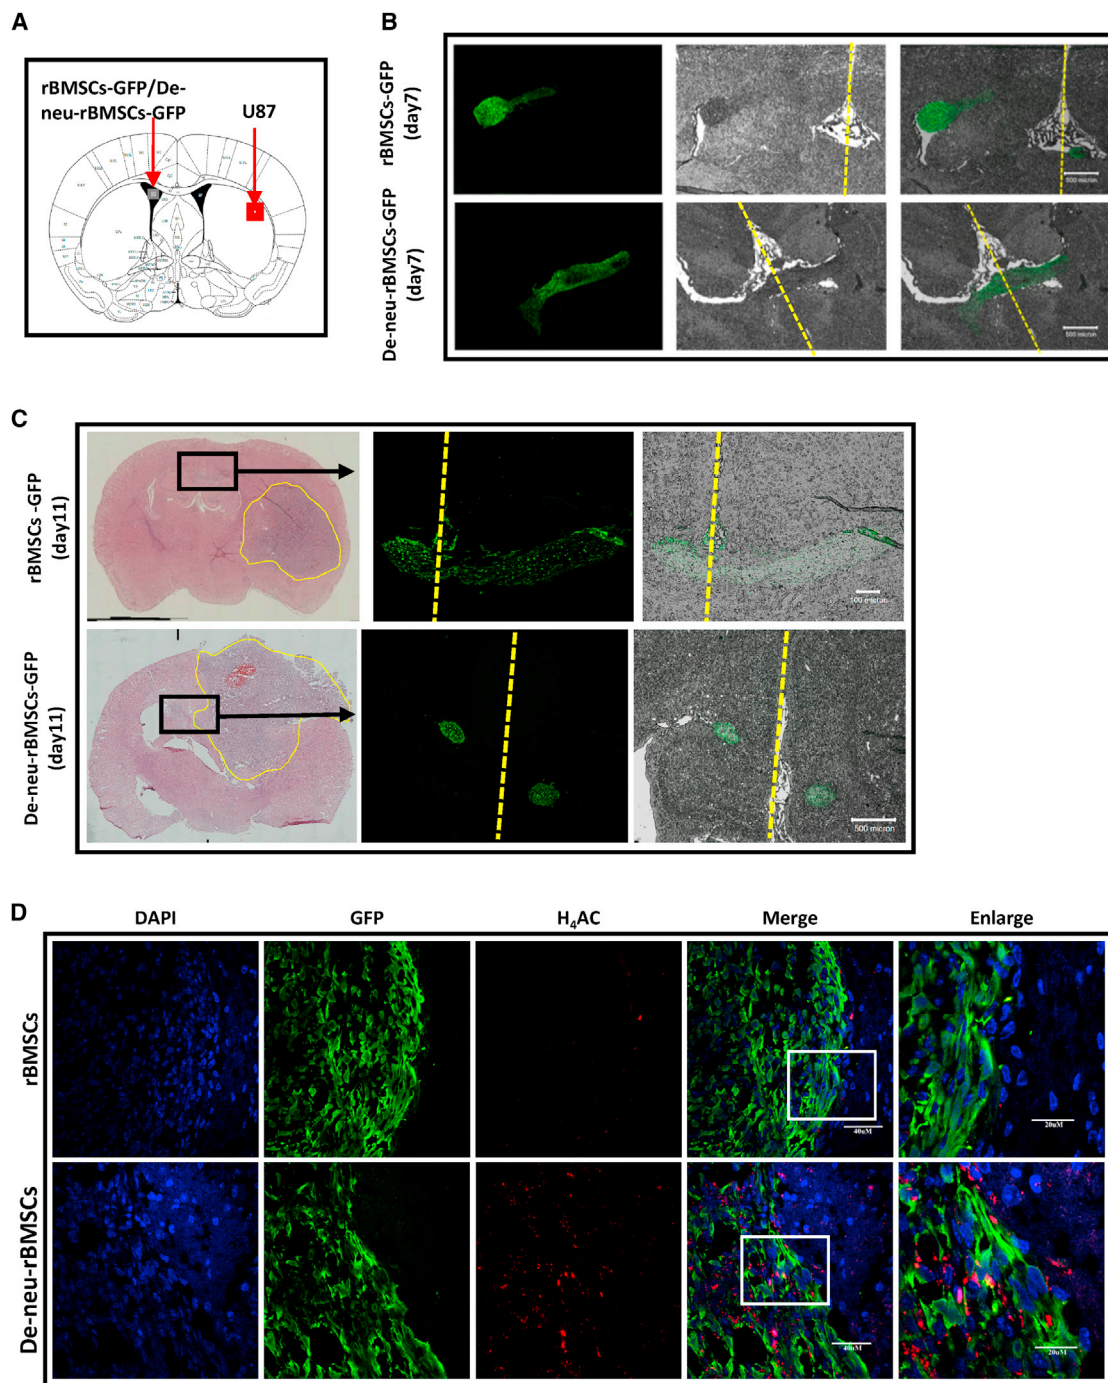 A
rBMSCs-GFP/De-
neu-rBMSCs-GFP
U87
B
rBMSCs-GFP
(day7)
500 micron
De-neu-rBMSCs-GFP
(day7)
500 micron
C
rBMSCs -GFP
(day11)
100 micron
De-neu-rBMSCs-GFP
(day11)
500 micron
D
DAPI
GFP
H₄AC
Merge
Enlarge
rBMSCs
40uM
20uM
De-neu-rBMSCs
40uM
20uM